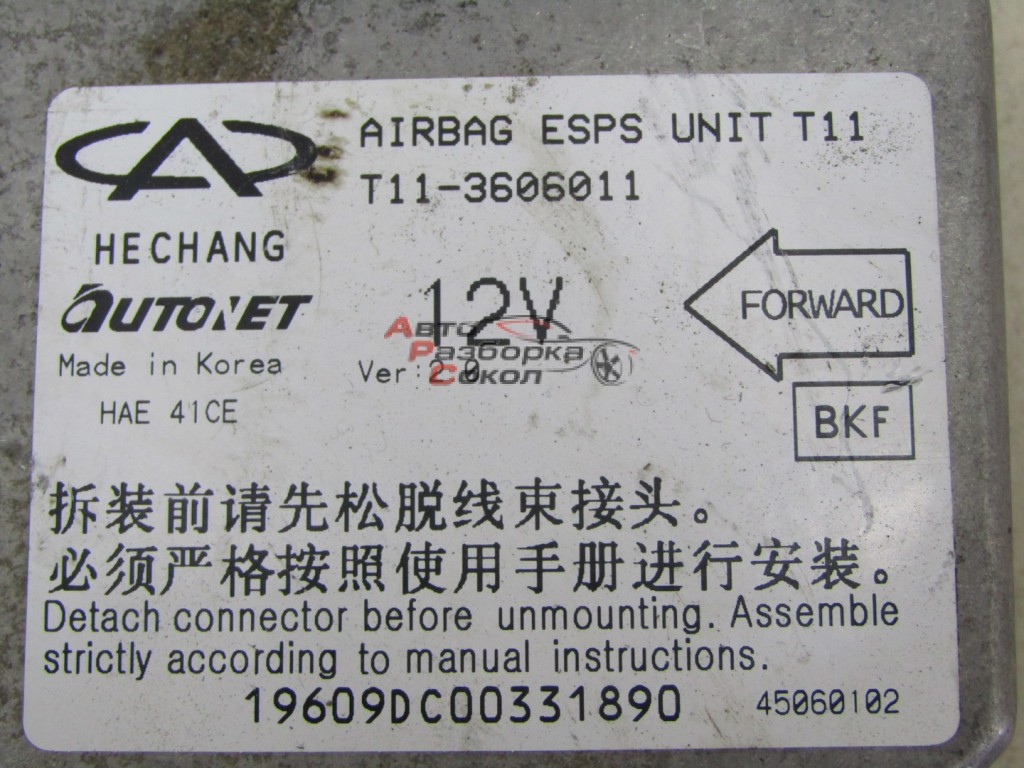 AIRBAG ESPS UNIT T11
T11-3606011
HECHANG
AUTONET
Made in Korea
HAE 41CE
12V
Ver:2.0
Авто
Разборка
Сокол
FORWARD
BKF
拆装前请先松脱线束接头。
必须严格按照使用手册进行安装。
Detach connector before unmounting. Assemble
strictly according to manual instructions.
19609DC00331890
45060102